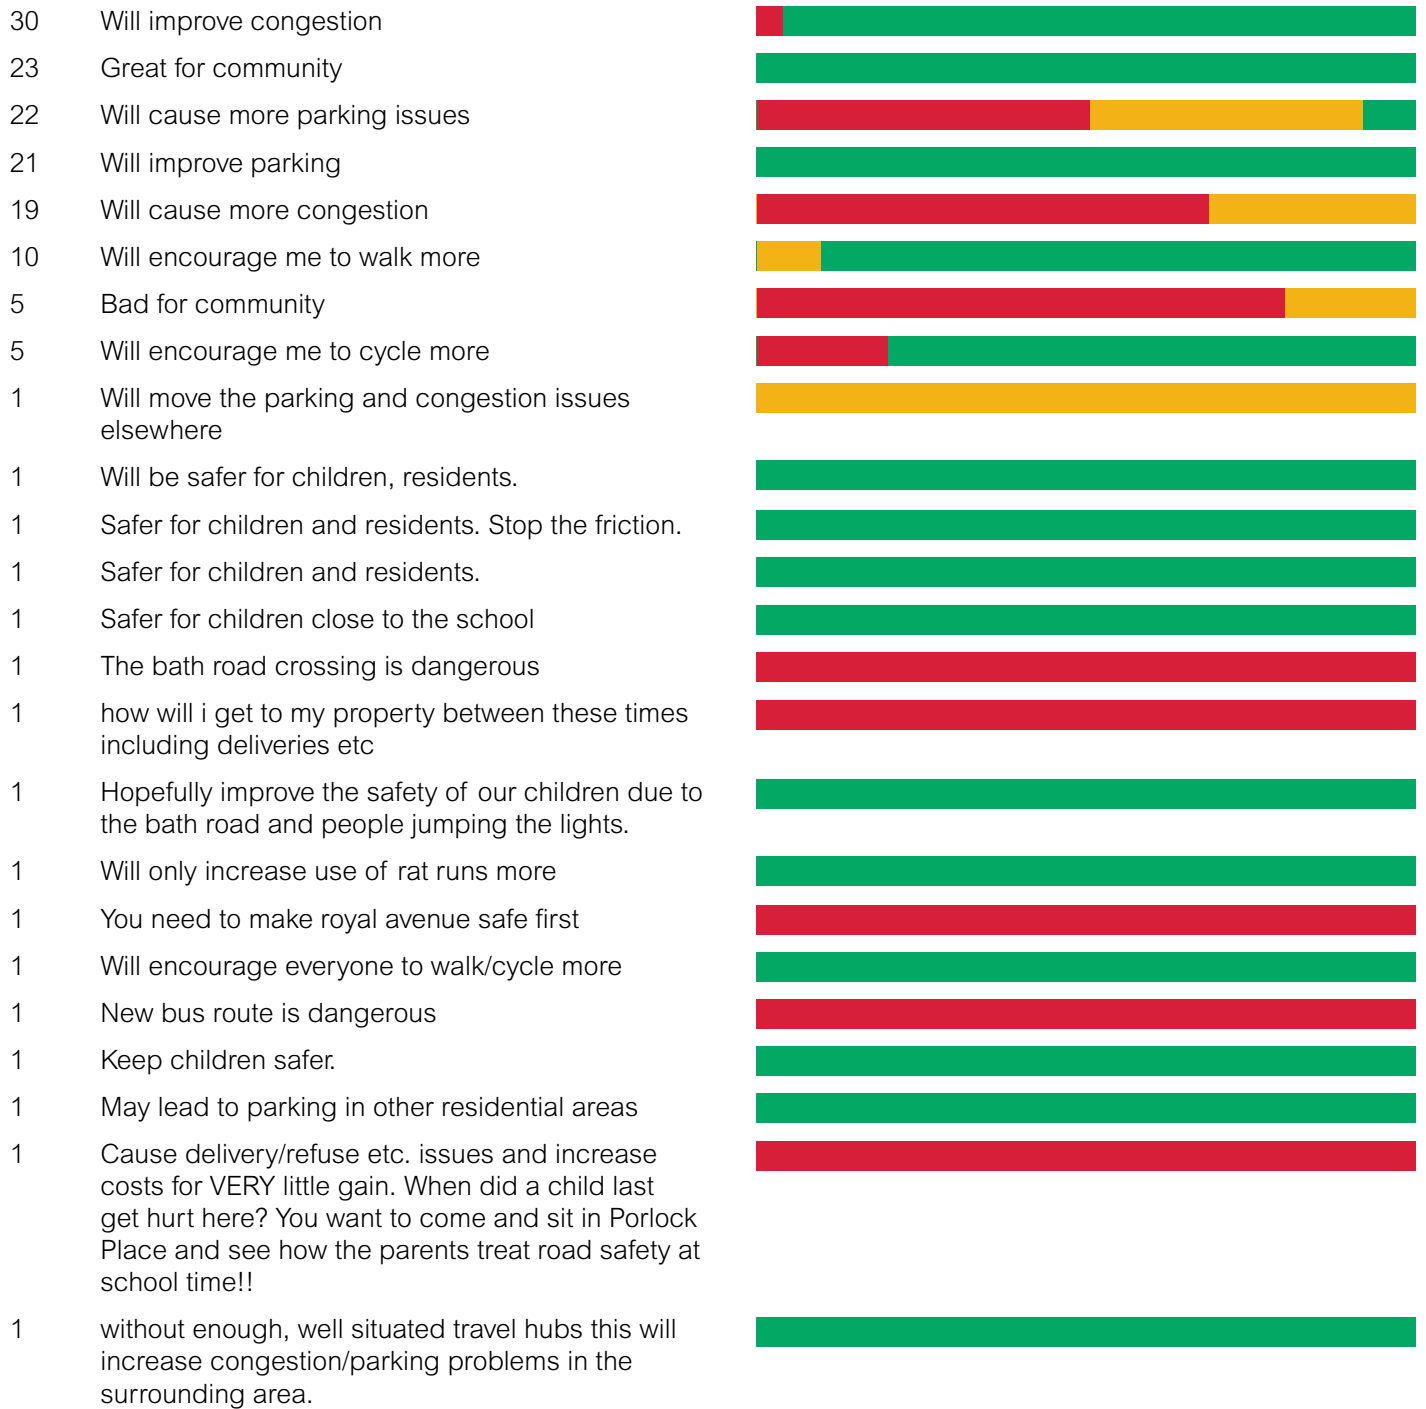 30 Will improve congestion
23 Great for community
22 Will cause more parking issues
21 Will improve parking
19 Will cause more congestion
10 Will encourage me to walk more
5 Bad for community
5 Will encourage me to cycle more
1 Will move the parking and congestion issues
elsewhere
1 Will be safer for children, residents.
1 Safer for children and residents. Stop the friction.
1 Safer for children and residents.
1 Safer for children close to the school
1 The bath road crossing is dangerous
1 how will i get to my property between these times
including deliveries etc
1 Hopefully improve the safety of our children due to
the bath road and people jumping the lights.
1 Will only increase use of rat runs more
1 You need to make royal avenue safe first
1 Will encourage everyone to walk/cycle more
1 New bus route is dangerous
1 Keep children safer.
1 May lead to parking in other residential areas
1 Cause delivery/refuse etc. issues and increase
costs for VERY little gain. When did a child last
get hurt here? You want to come and sit in Porlock
Place and see how the parents treat road safety at
school time!!
1 without enough, well situated travel hubs this will
increase congestion/parking problems in the
surrounding area.